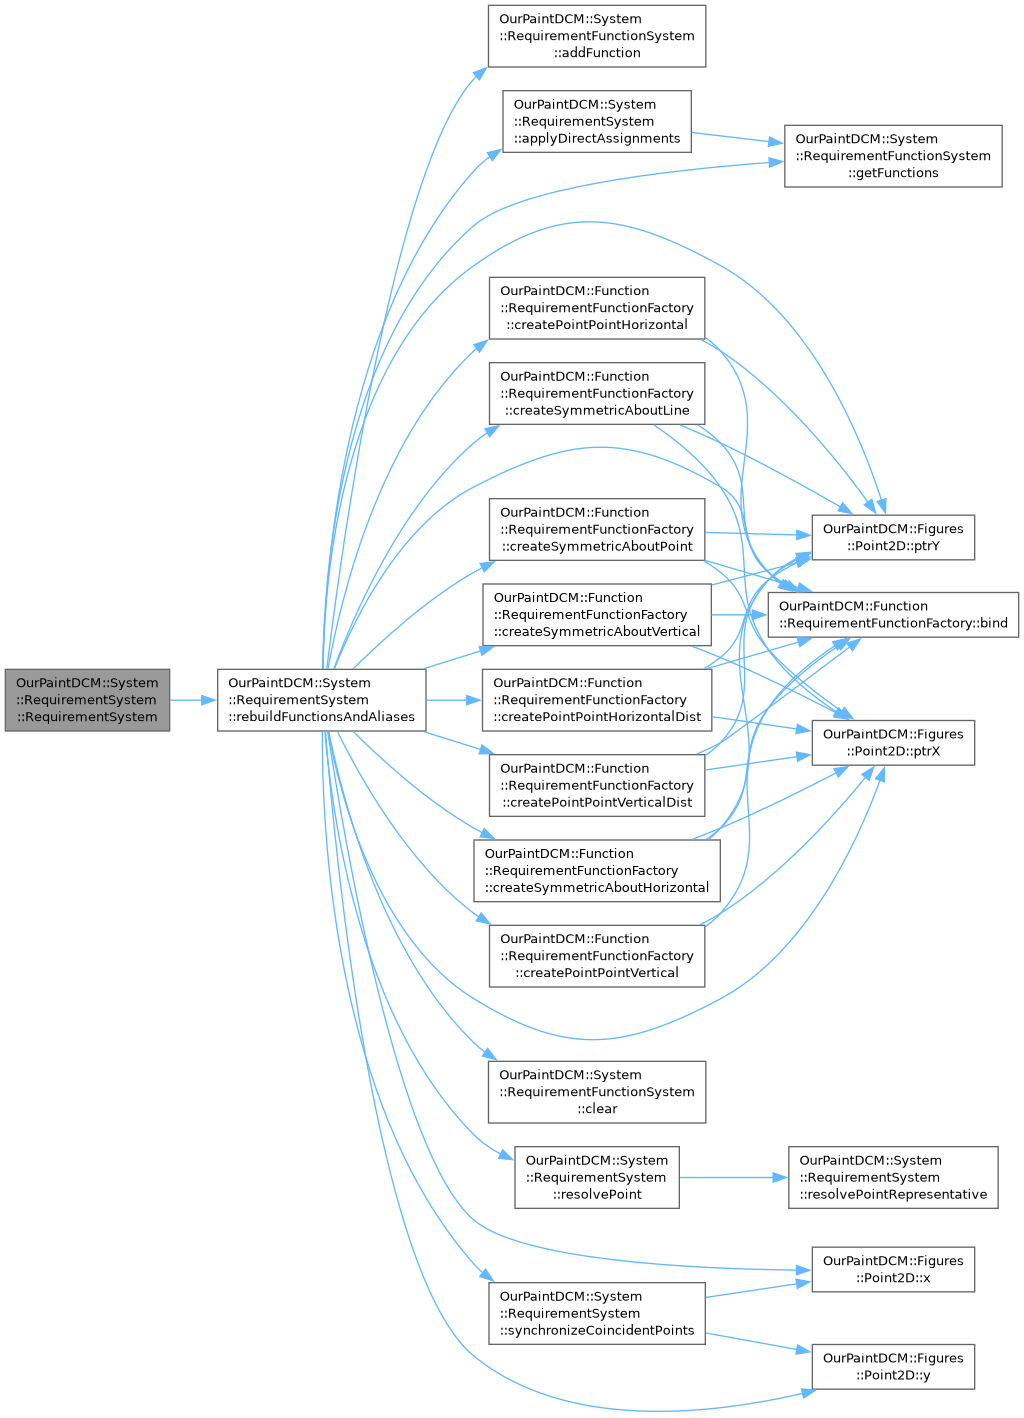 OurPaintDCM::System
::RequirementFunctionSystem
::addFunction
OurPaintDCM::System
::RequirementSystem
::applyDirectAssignments
OurPaintDCM::System
::RequirementFunctionSystem
::getFunctions
OurPaintDCM::Function
::RequirementFunctionFactory
::createPointPointHorizontal
OurPaintDCM::Function
::RequirementFunctionFactory
::createSymmetricAboutLine
OurPaintDCM::Function
::RequirementFunctionFactory
::createSymmetricAboutPoint
OurPaintDCM::Figures
::Point2D::ptrY
OurPaintDCM::Function
::RequirementFunctionFactory
::createSymmetricAboutVertical
OurPaintDCM::Function
::RequirementFunctionFactory::bind
OurPaintDCM::System
::RequirementSystem
::RequirementSystem
OurPaintDCM::System
::RequirementSystem
::rebuildFunctionsAndAliases
OurPaintDCM::Function
::RequirementFunctionFactory
::createPointPointHorizontalDist
OurPaintDCM::Figures
::Point2D::ptrX
OurPaintDCM::Function
::RequirementFunctionFactory
::createPointPointVerticalDist
OurPaintDCM::Function
::RequirementFunctionFactory
::createSymmetricAboutHorizontal
OurPaintDCM::Function
::RequirementFunctionFactory
::createPointPointVertical
OurPaintDCM::System
::RequirementFunctionSystem
::clear
OurPaintDCM::System
::RequirementSystem
::resolvePoint
OurPaintDCM::System
::RequirementSystem
::resolvePointRepresentative
OurPaintDCM::Figures
::Point2D::x
OurPaintDCM::System
::RequirementSystem
::synchronizeCoincidentPoints
OurPaintDCM::Figures
::Point2D::y